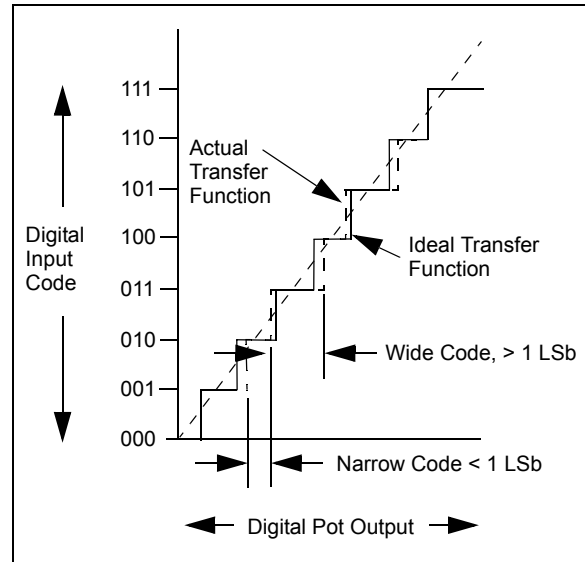 111
110
Actual
Transfer
Function
101
Digital
Input
Code
100
Ideal Transfer
Function
011
010
Wide Code, > 1 LSb
001
000
Narrow Code < 1 LSb
Digital Pot Output